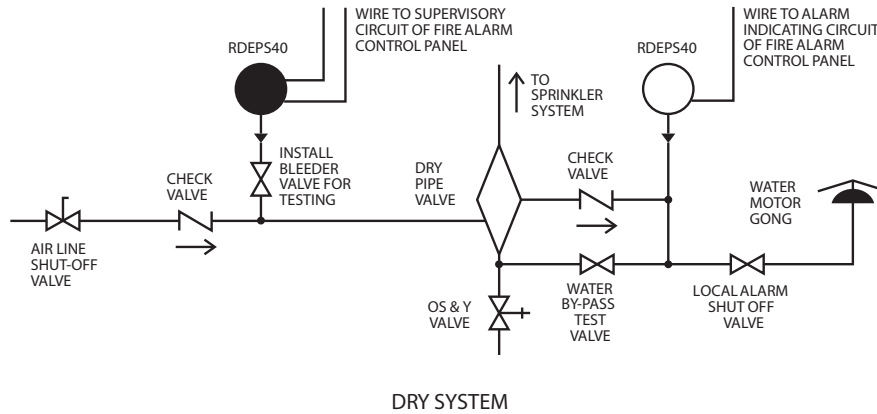 WIRE TO SUPERVISORY
CIRCUIT OF FIRE ALARM
CONTROL PANEL
RDEPS40
WIRE TO ALARM
INDICATING CIRCUIT
OF FIRE ALARM
CONTROL PANEL
RDEPS40
TO
SPRINKLER
SYSTEM
INSTALL
BLEEDER
VALVE FOR
TESTING
CHECK
VALVE
DRY
PIPE
VALVE
CHECK
VALVE
WATER
MOTOR
GONG
AIR LINE
SHUT-OFF
VALVE
OS & Y
VALVE
WATER
BY-PASS
TEST
VALVE
LOCAL ALARM
SHUT OFF
VALVE
DRY SYSTEM